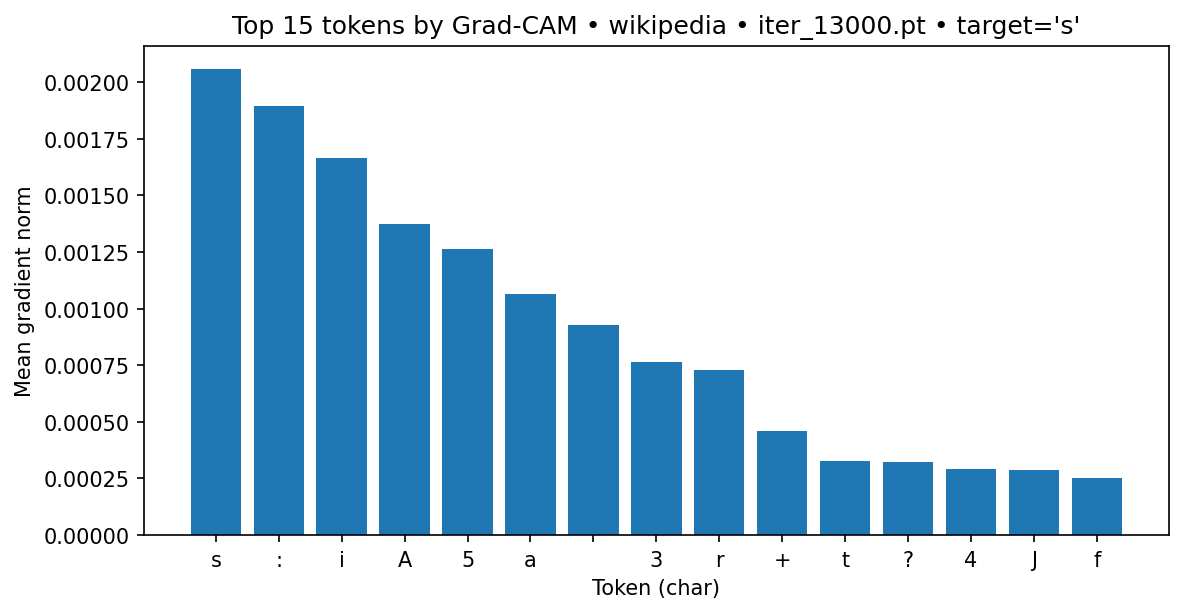 Top 15 tokens by Grad-CAM • wikipedia • iter_13000.pt • target='s'
Mean gradient norm
0.00200
0.00175
0.00150
0.00125
0.00100
0.00075
0.00050
0.00025
0.00000
s : i A 5 a 3 r + t ? 4 J f
Token (char)